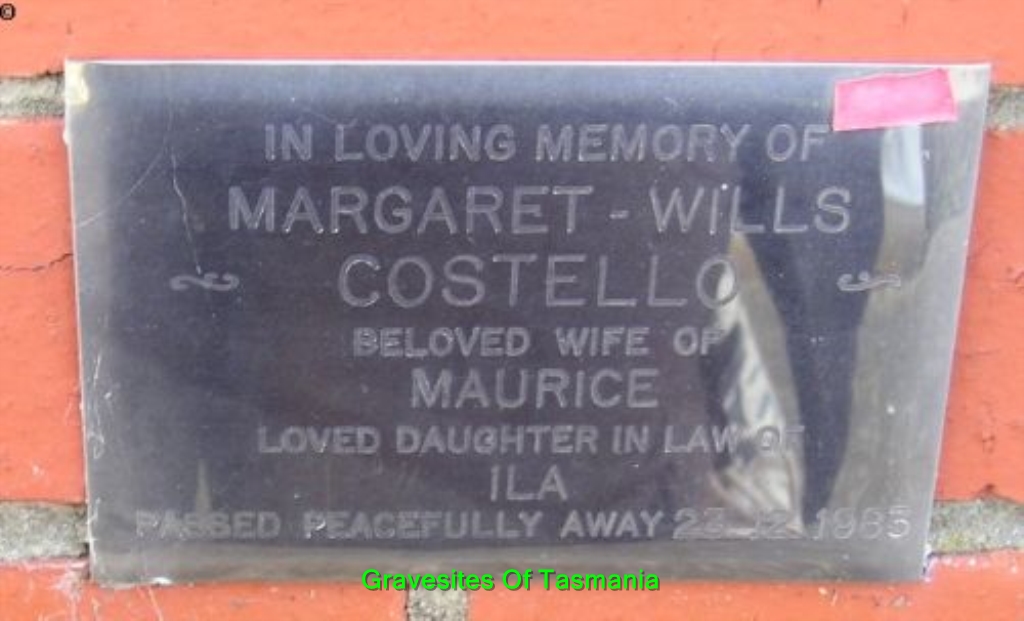 IN LOVING MEMORY OF
MARGARET - WILLS
COSTELLO
BELOVED WIFE OF
MAURICE
LOVED DAUGHTER IN LAW OF
ILA
PASSED PEACEFULLY AWAY
Gravesites Of Tasmania